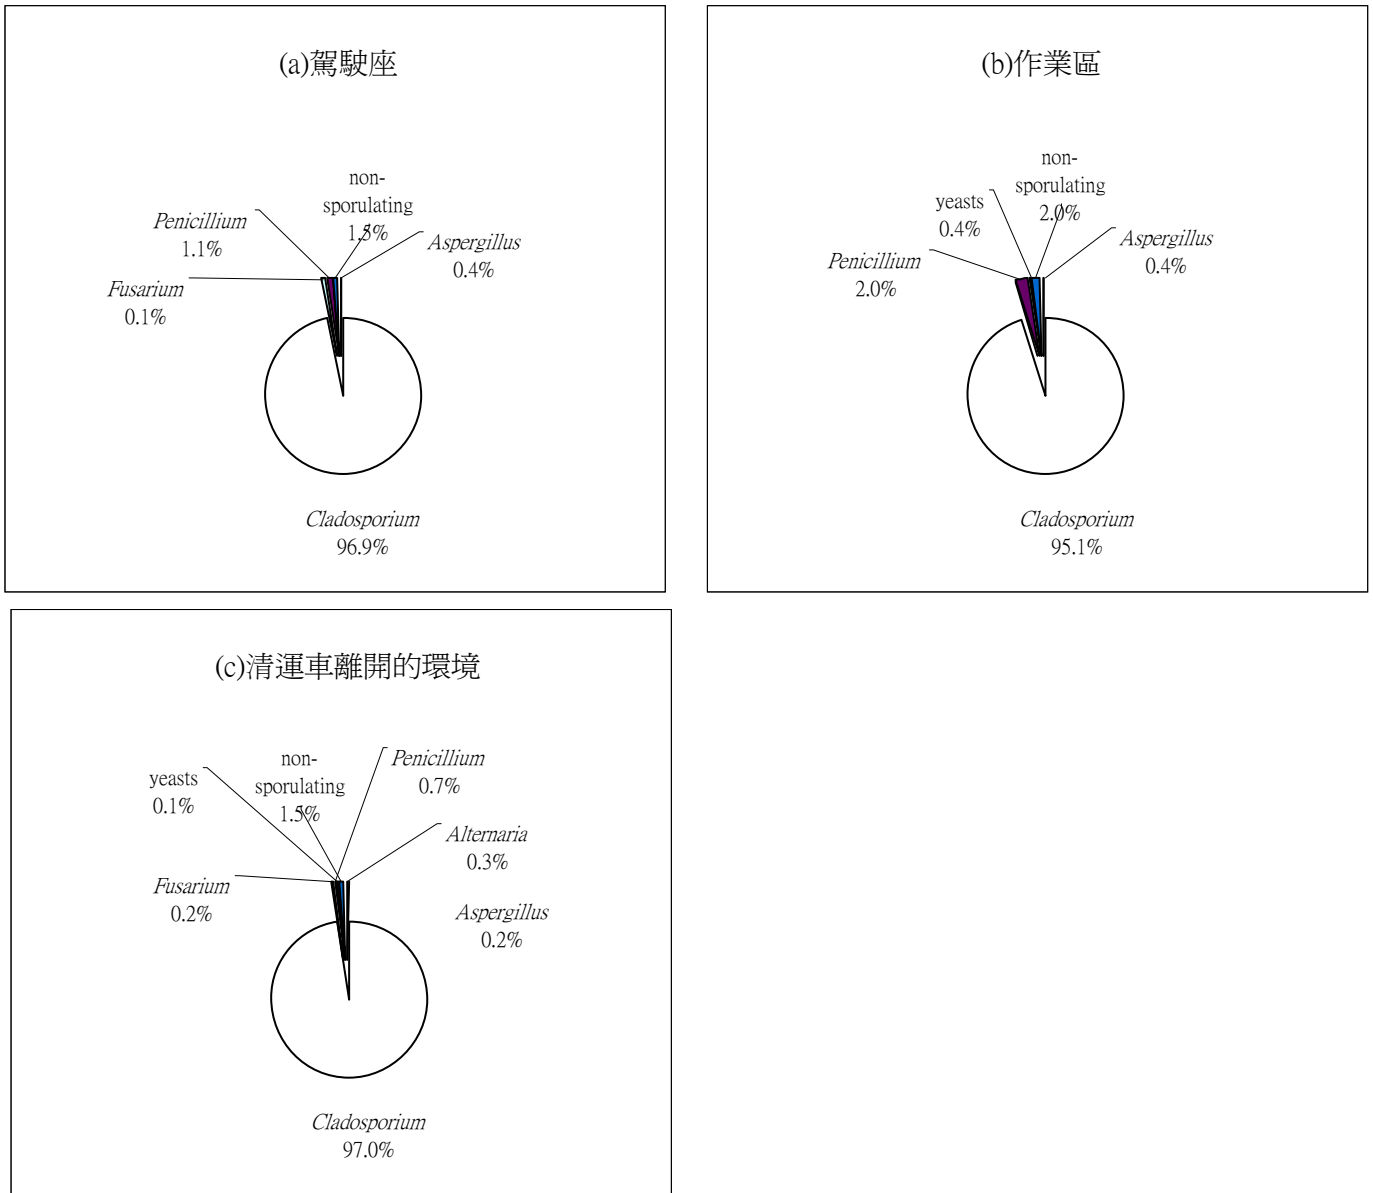 (a)駕駛座
non-
sporulating
1.5%
Penicillium
1.1%
Aspergillus
0.4%
Fusarium
0.1%
Cladosporium
96.9%
(b)作業區
non-
sporulating
2.0%
yeasts
0.4%
Aspergillus
0.4%
Penicillium
2.0%
Cladosporium
95.1%
(c)清運車離開的環境
non-
sporulating
1.5%
Penicillium
0.7%
yeasts
0.1%
Alternaria
0.3%
Fusarium
0.2%
Aspergillus
0.2%
Cladosporium
97.0%